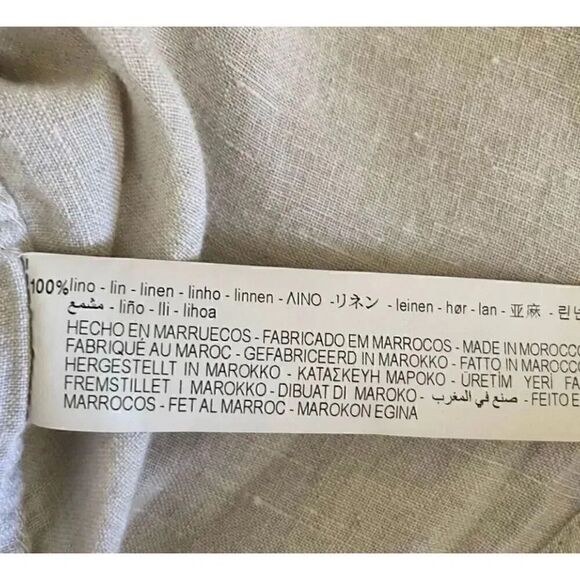 100% lino - lin - linen - linho - linnen - ΛΙΝΟ - リネン - leinen - hør - lan - 亚麻 - 린넨
مشمع - liño - lli - lihoa
HECHO EN MARRUECOS - FABRICADO EM MARROCOS - MADE IN MOROCCO
FABRIQUÉ AU MAROC - GEFABRICEERD IN MAROKKO - FATTO IN MAROCCO
HERGESTELLT IN MAROKKO - ΚΑΤΑΣΚΕΥΗ ΜΑΡΟΚΟ - ÜRETİM YERİ
FREMSTILLET I MAROKKO - DIBUAT DI MAROKO - صنع في المغرب - FEITO
MARROCOS - FET AL MARROC - MAROKON EGINA